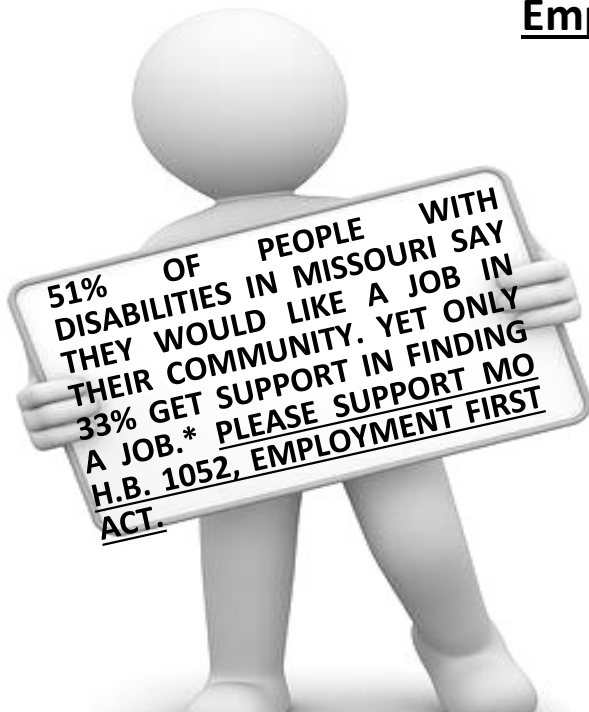 Emp
51% OF PEOPLE WITH
DISABILITIES IN MISSOURI SAY
THEY WOULD LIKE A JOB IN
THEIR COMMUNITY. YET ONLY
33% GET SUPPORT IN FINDING
A JOB.* PLEASE SUPPORT MO
H.B. 1052, EMPLOYMENT FIRST
ACT.